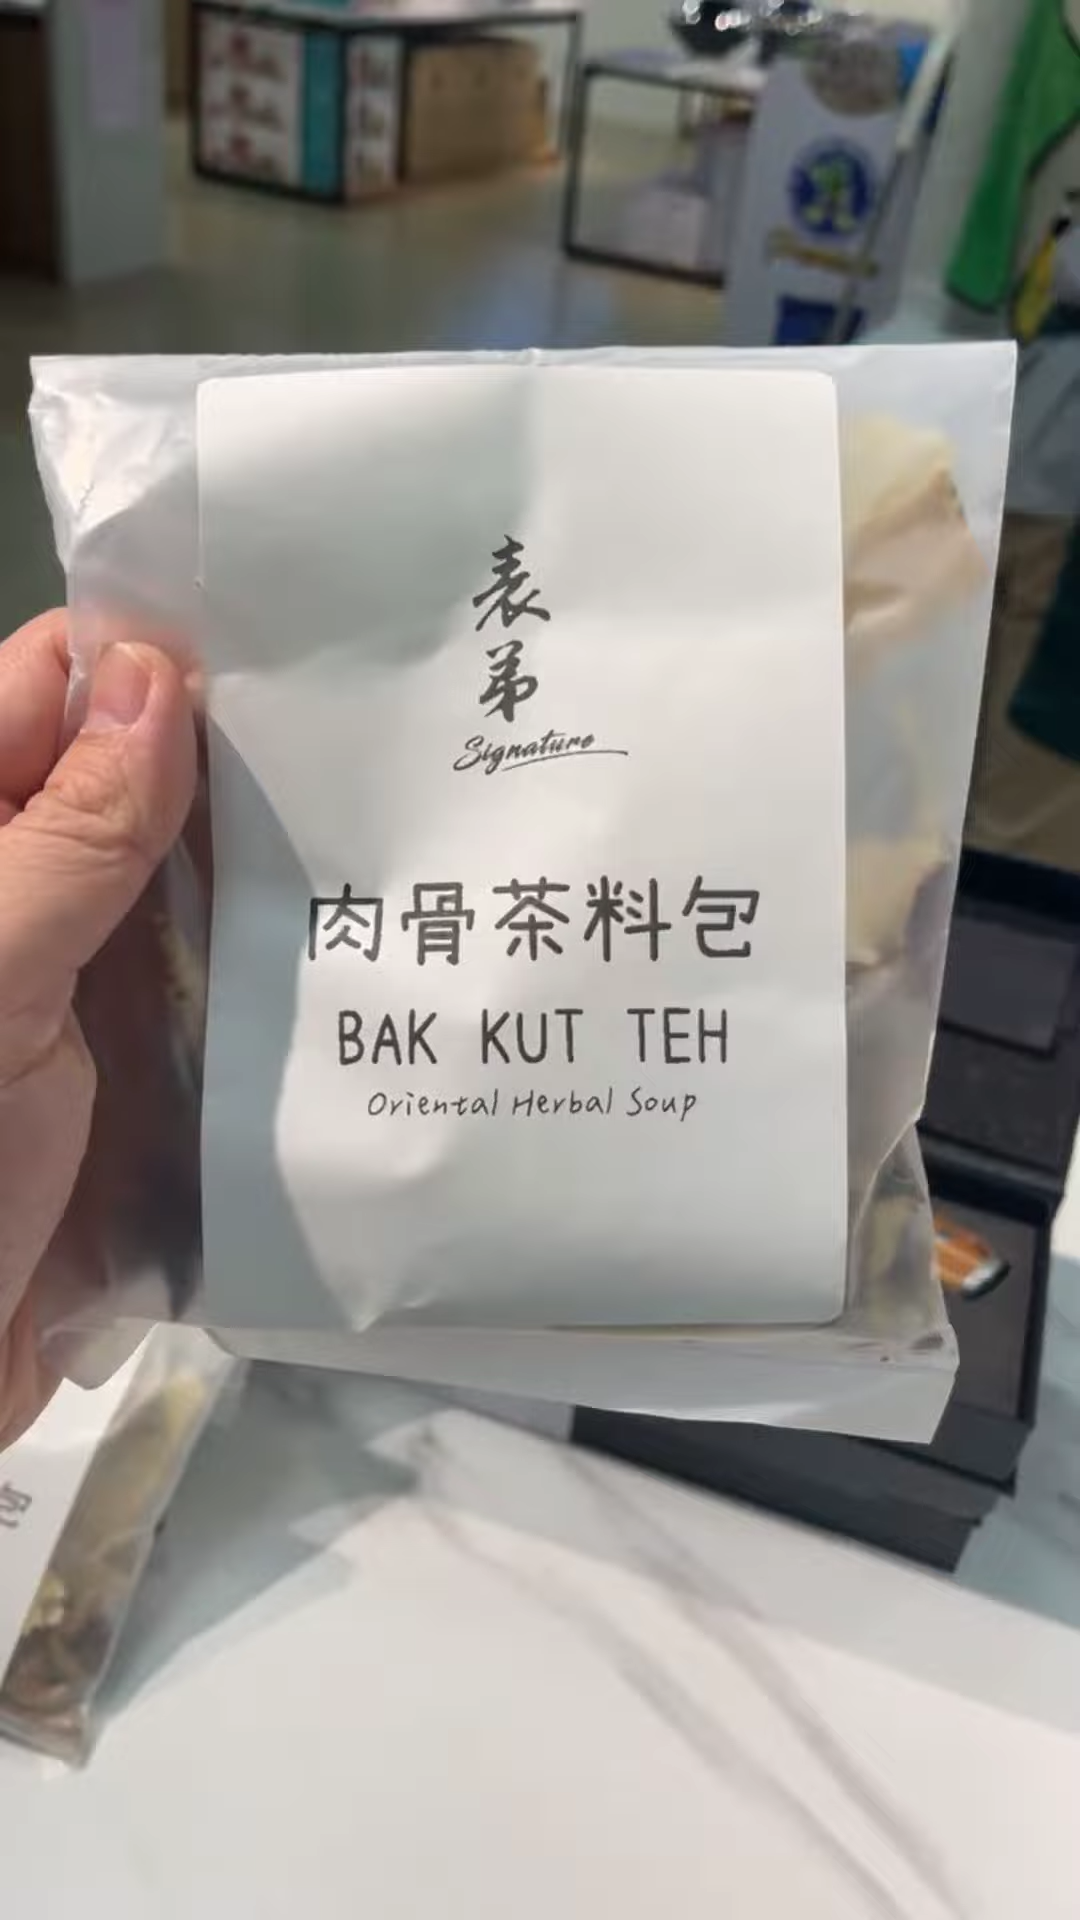 表
弟
Signature
肉骨茶料包
BAK KUT TEH
Oriental Herbal Soup